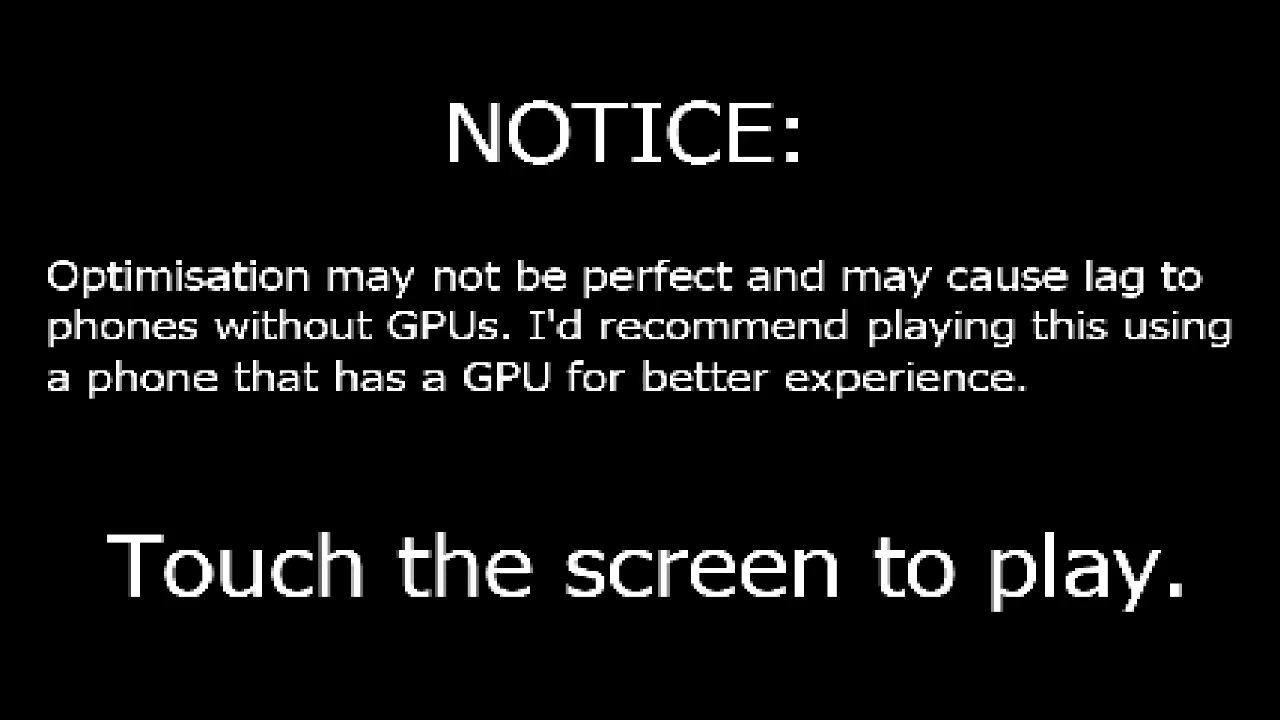 NOTICE:
Optimisation may not be perfect and may cause lag to
phones without GPUs. I'd recommend playing this using
a phone that has a GPU for better experience.
Touch the screen to play.